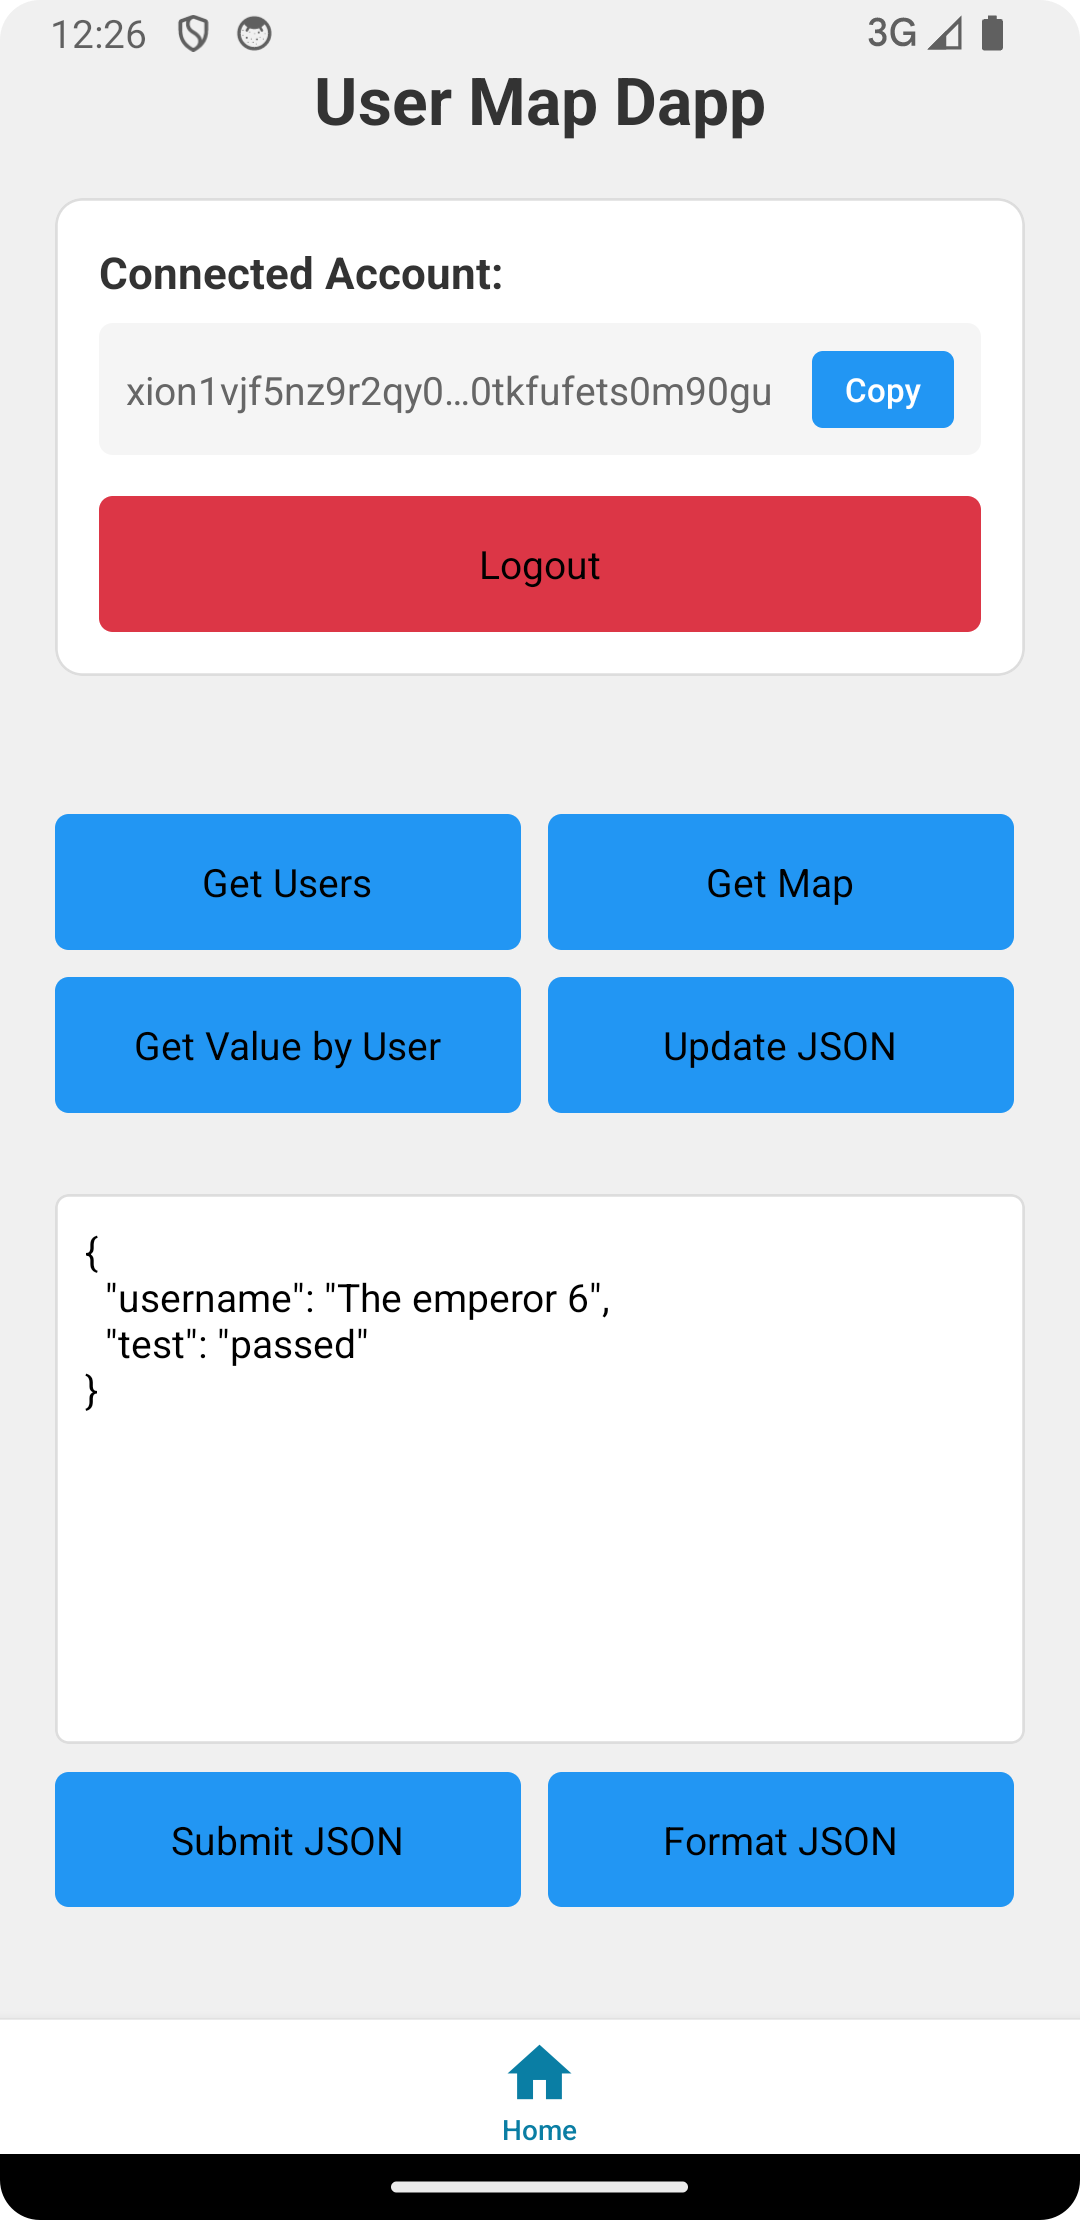 12:26
3G
User Map Dapp
Connected Account:
xion1vjf5nz9r2qy0...0tkfufets0m90gu
Copy
Logout
Get Users
Get Map
Get Value by User
Update JSON
{
"username": "The emperor 6",
"test": "passed"
}
Submit JSON
Format JSON
Home